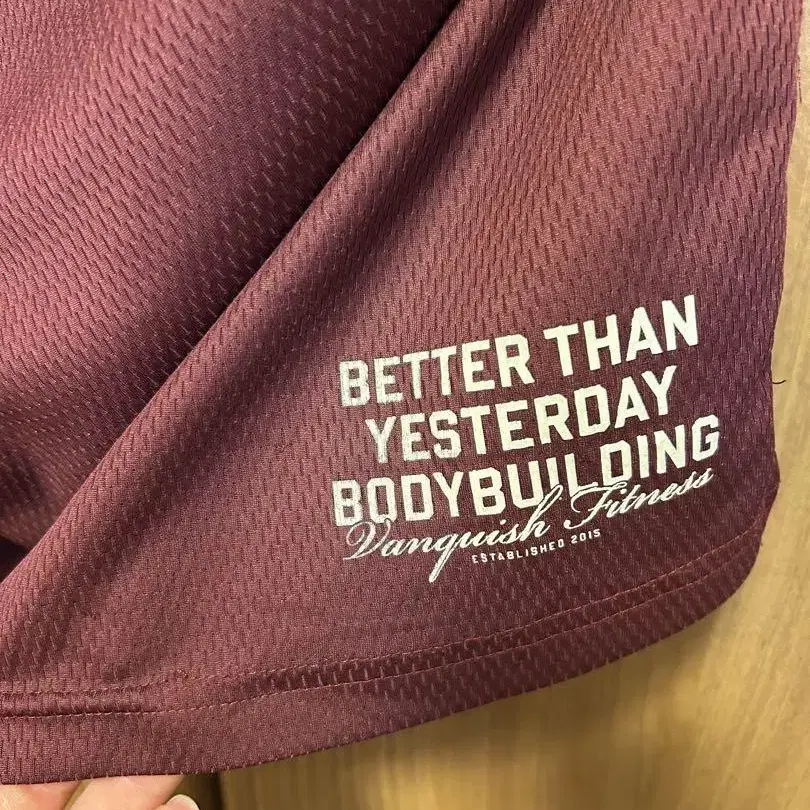 BETTER THAN
YESTERDAY
BODYBUILDING
Vanquish Fitness
ESTABLISHED 2015